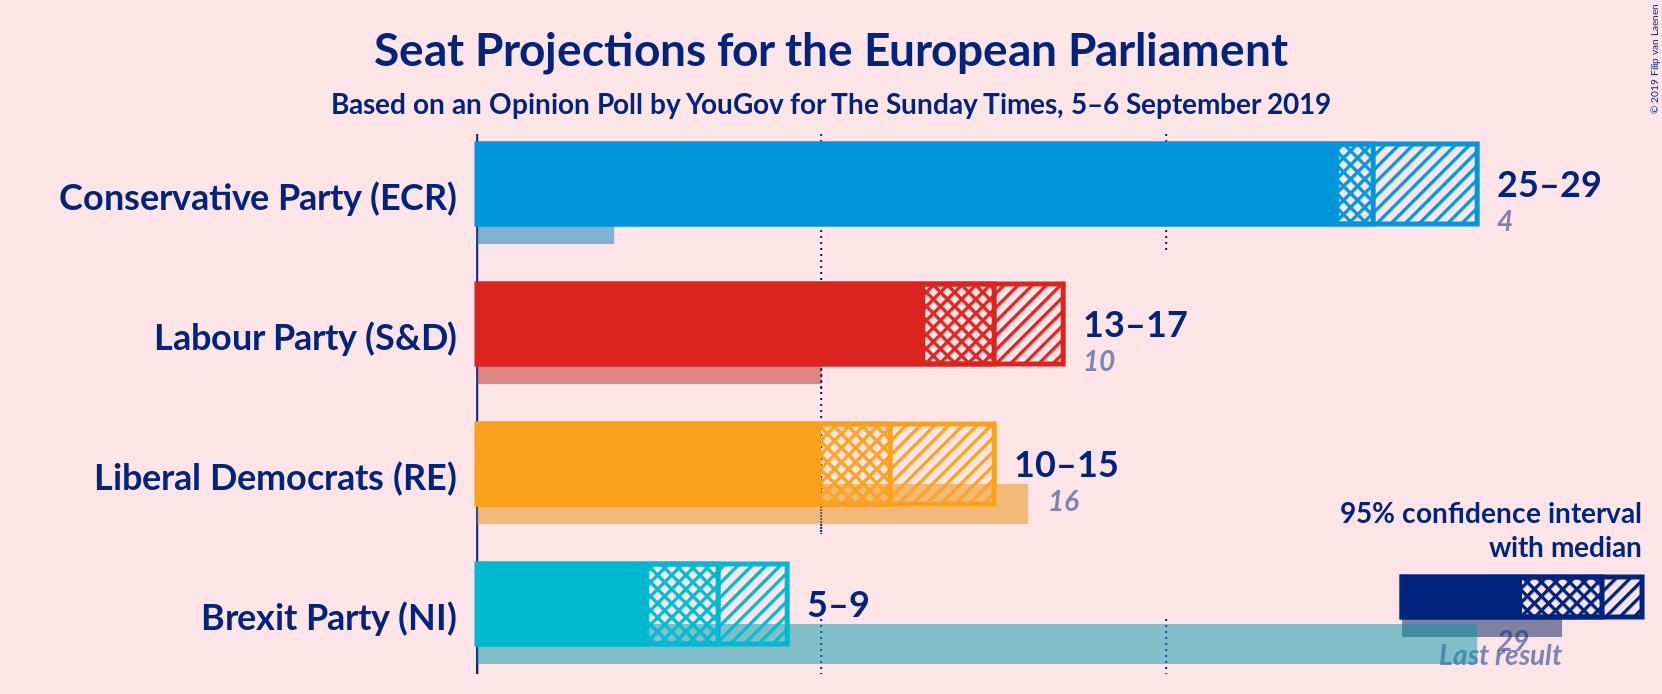 Seat Projections for the European Parliament
Based on an Opinion Poll by YouGov for The Sunday Times, 5–6 September 2019
© 2019 Filip van Laenen
Conservative Party (ECR)
25–29
4
Labour Party (S&D)
13–17
10
Liberal Democrats (RE)
10–15
16
Brexit Party (NI)
5–9
29
95% confidence interval
with median
Last result